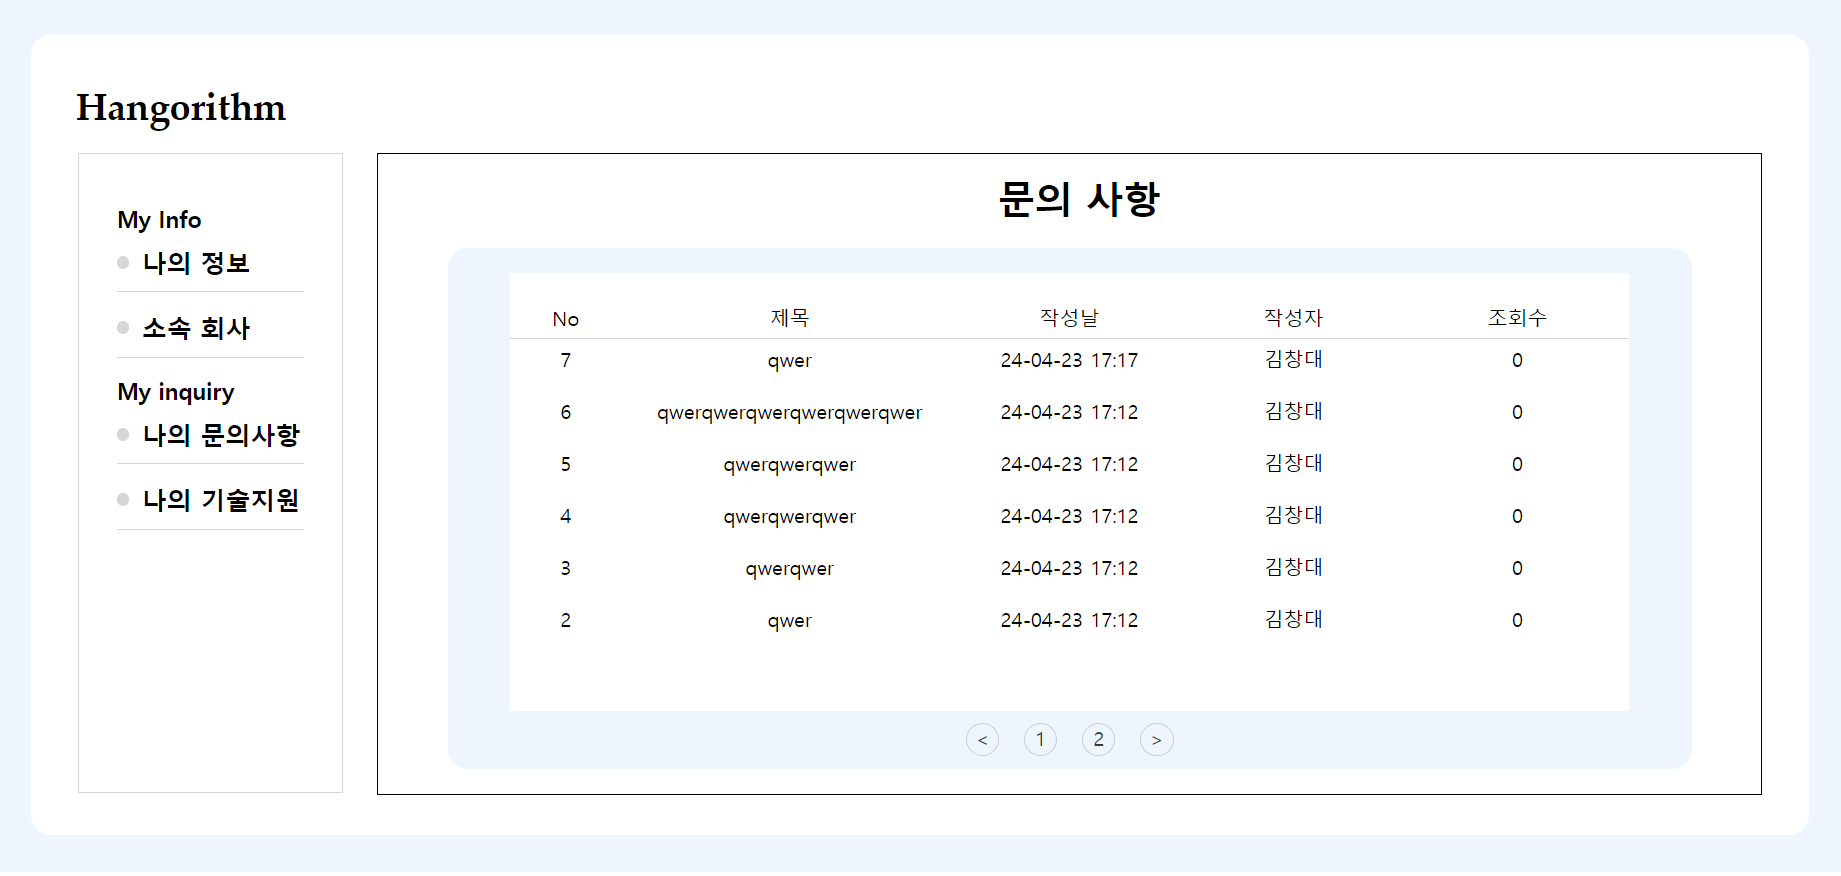 Hangorithm
My Info
나의 정보
소속 회사
My inquiry
나의 문의사항
나의 기술지원
문의 사항
No 제목 작성날 작성자 조회수
7 qwer 24-04-23 17:17 김창대 0
6 qwerqwerqwerqwerqwerqwer 24-04-23 17:12 김창대 0
5 qwerqwerqwer 24-04-23 17:12 김창대 0
4 qwerqwerqwer 24-04-23 17:12 김창대 0
3 qwerqwer 24-04-23 17:12 김창대 0
2 qwer 24-04-23 17:12 김창대 0
< 1 2 >